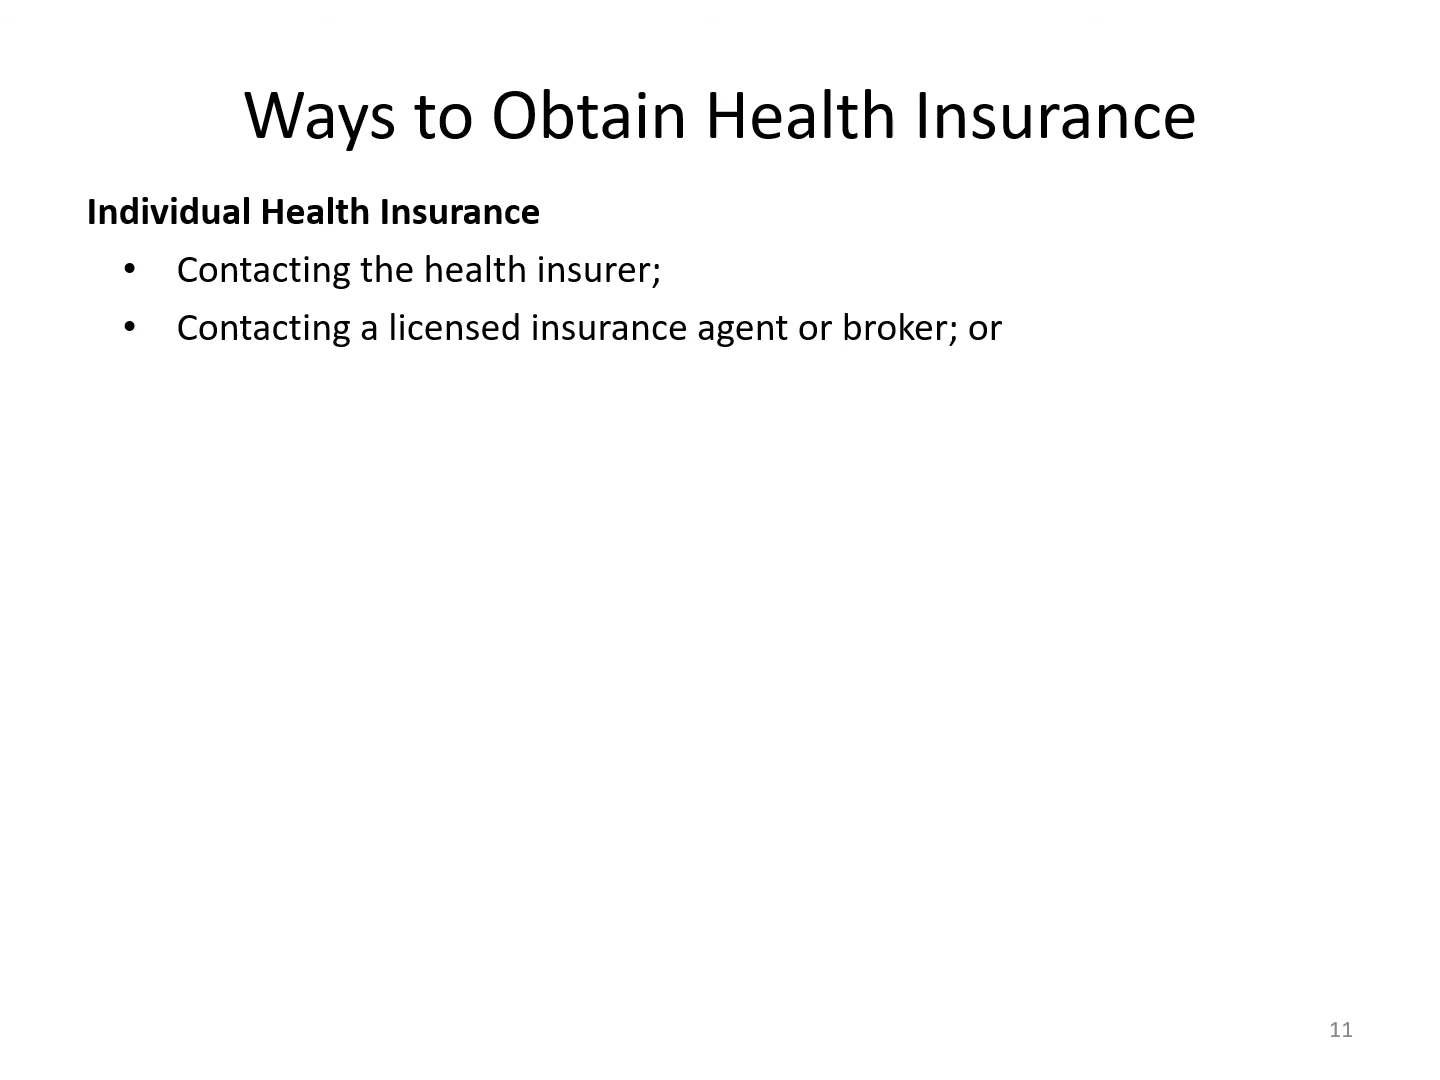 Ways to Obtain Health Insurance
Individual Health Insurance
• Contacting the health insurer;
• Contacting a licensed insurance agent or broker; or
11